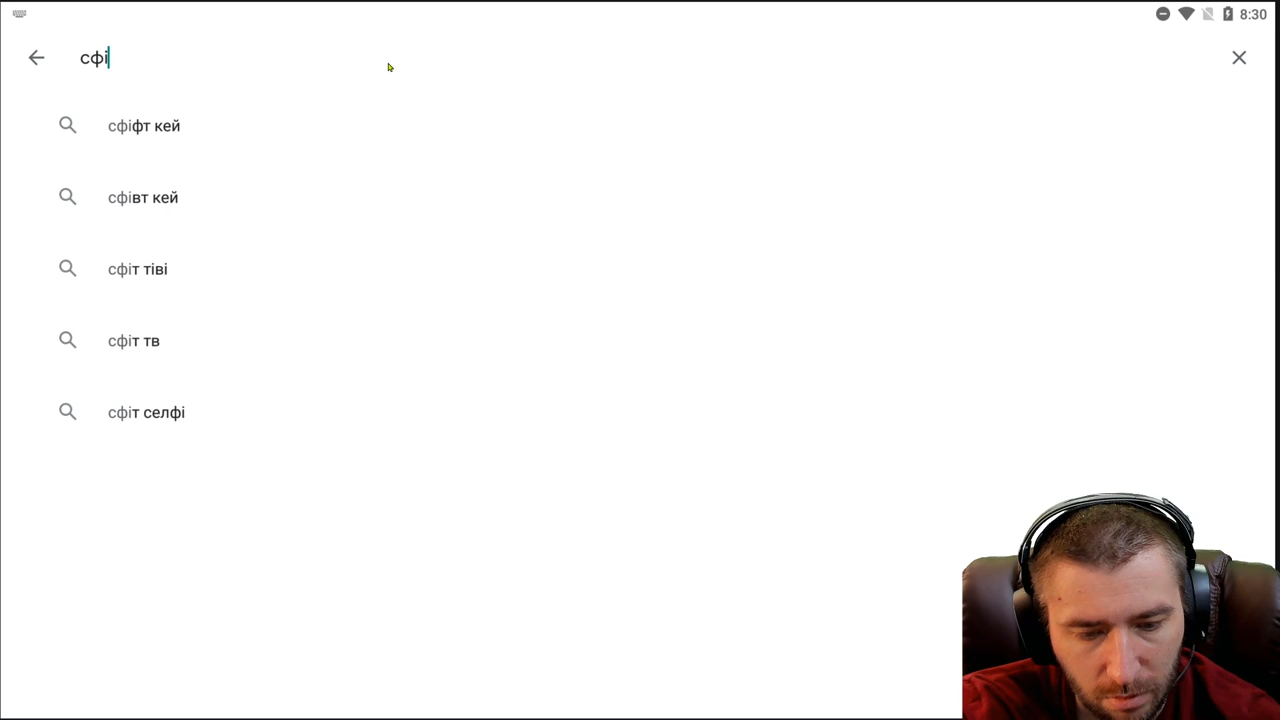 8:30
сфі
сфіфт кей
сфівт кей
сфіт тіві
сфіт тв
сфіт селфі